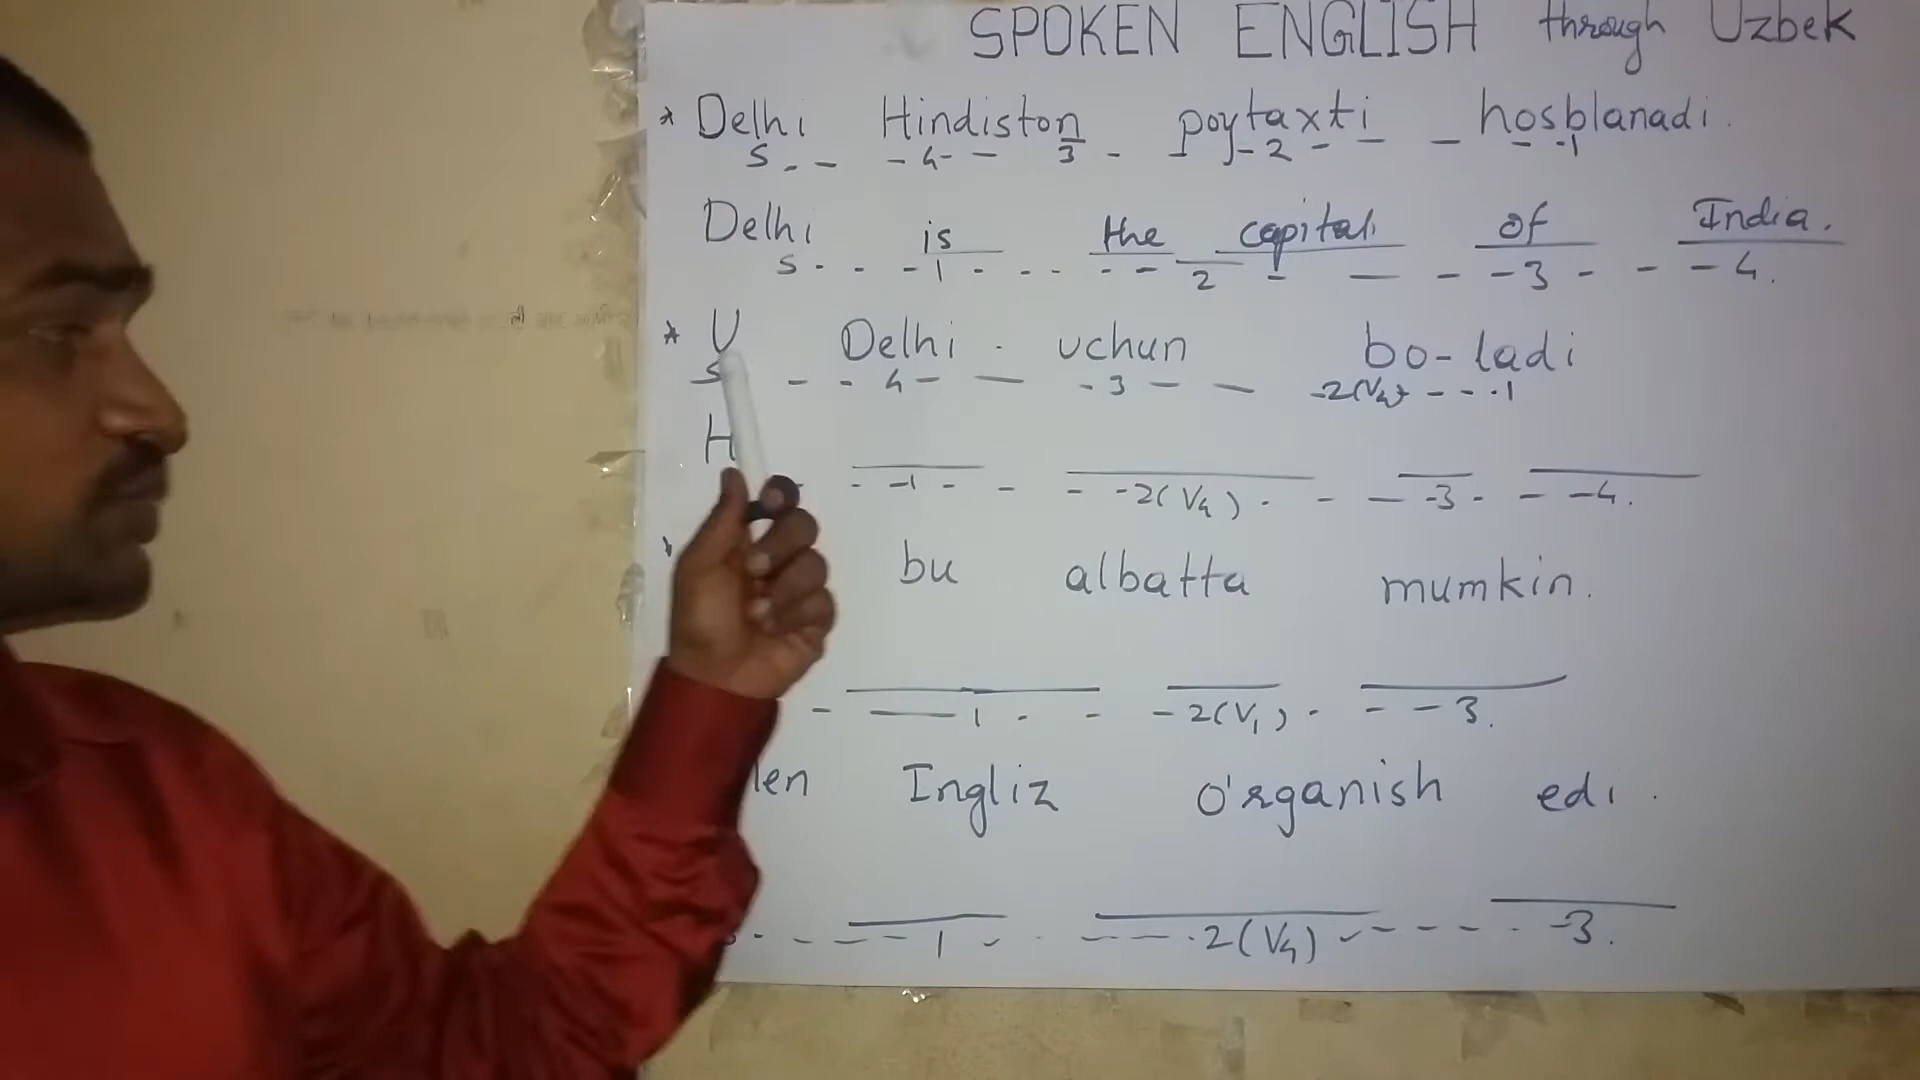 SPOKEN ENGLISH through Uzbek
* Delhi Hindiston poytaxti hosblanadi.
S - - - 4 - - 3 - - - 2 - - - - - 1
Delhi is the capital of India.
S - - - 1 - - - - - 2 - - - - 3 - - - 4.
* U Delhi - uchun bo-ladi
S - - 4 - - - 3 - - - 2(V4) - - - 1
H
- - 1 - - - - 2(V4) - - - - 3 - - - 4.
bu albatta mumkin.
- - 1 - - - 2(V1) - - - 3.
Ingliz o'rganish edi.
- - - - 1 - - - - 2(V4) - - - - - - 3.